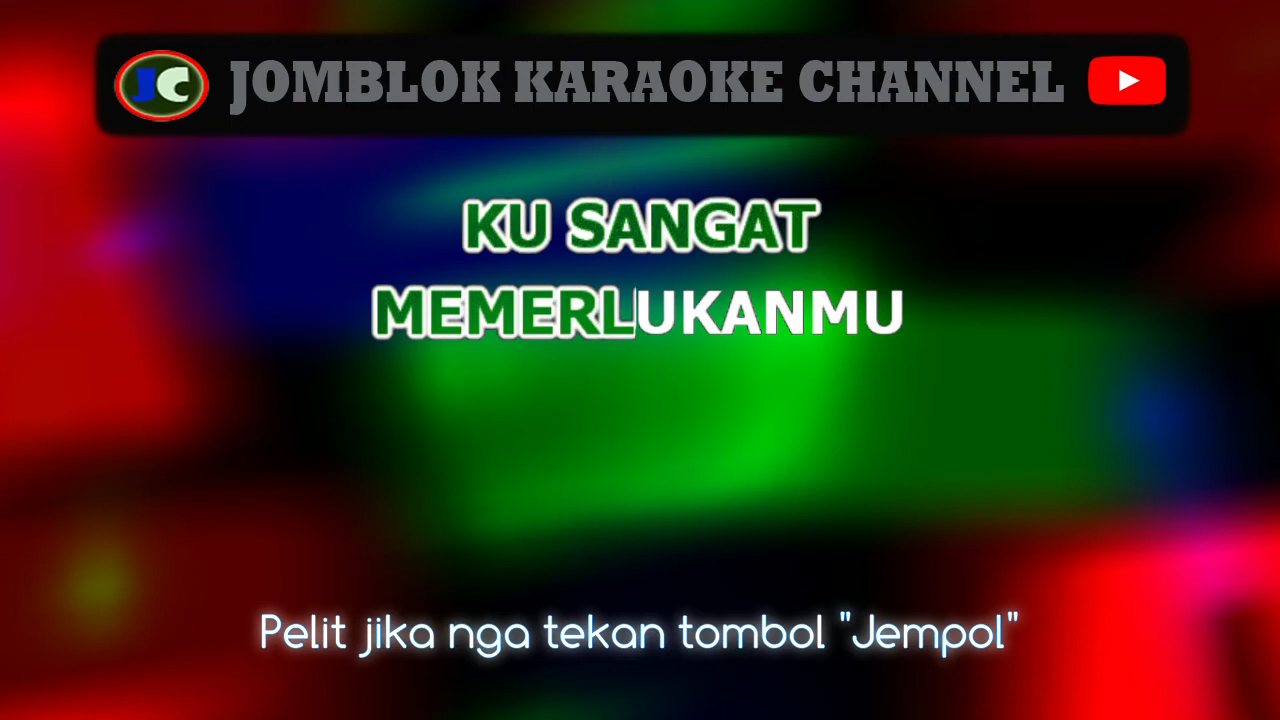 JC JOMBLOK KARAOKE CHANNEL
KU SANGAT
MEMERLUKANMU
Pelit jika nga tekan tombol "Jempol"